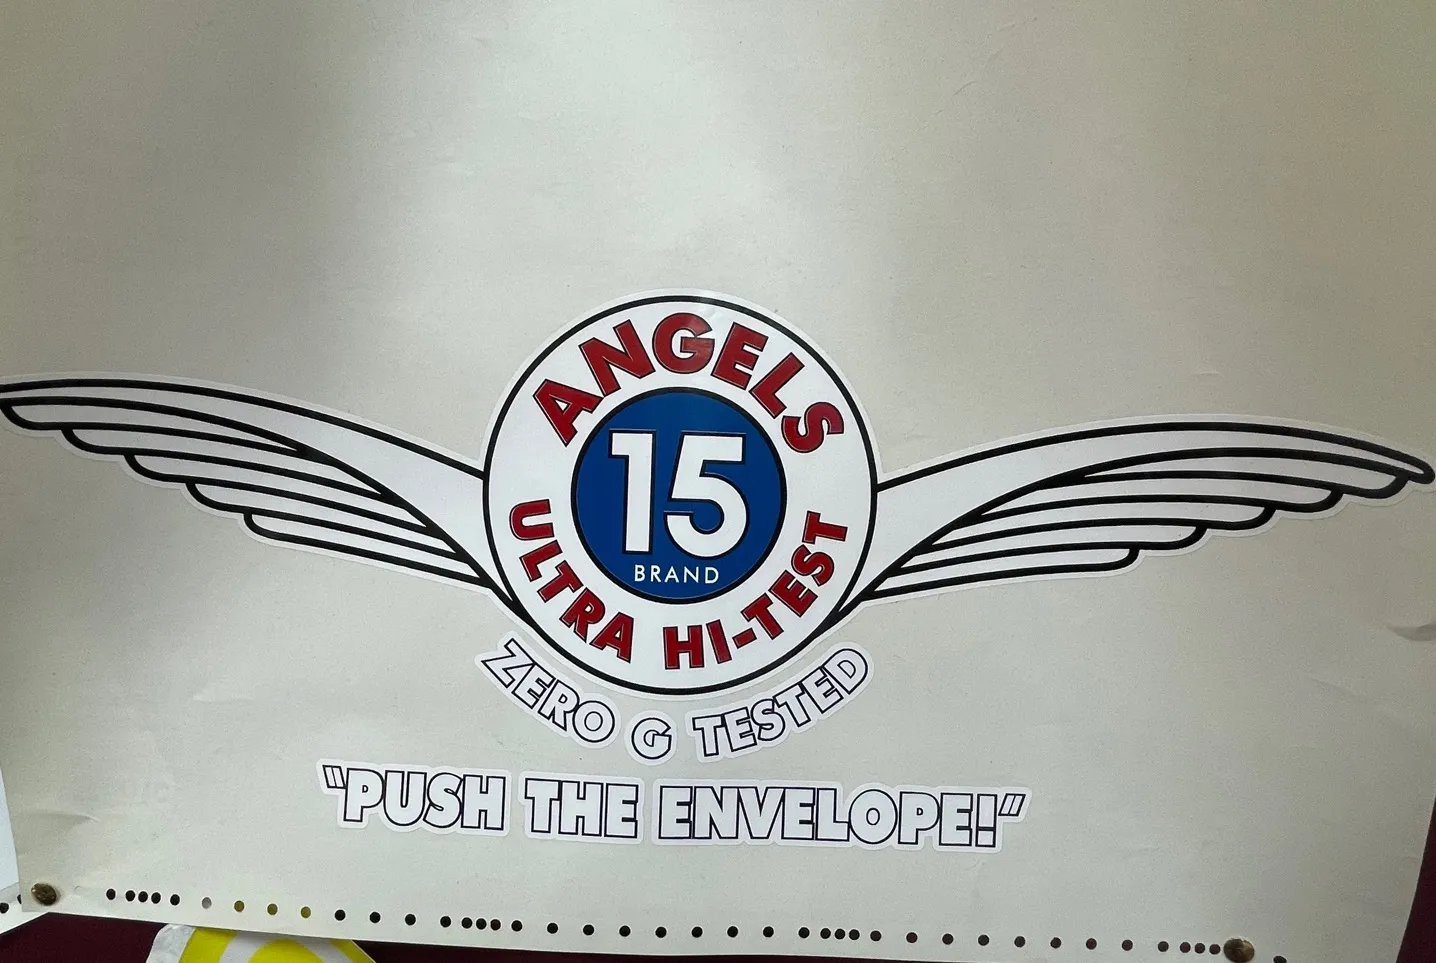 ANGELS
15
BRAND
ULTRA HI-TEST
ZERO G TESTED
"PUSH THE ENVELOPE!"